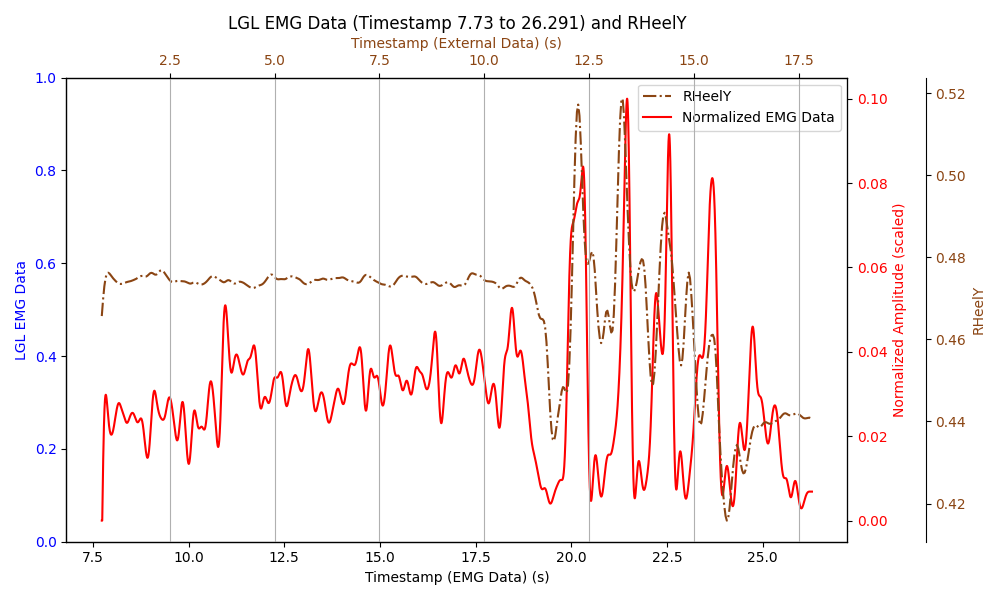 LGL EMG Data (Timestamp 7.73 to 26.291) and RHeelY
Timestamp (External Data) (s)
2.5 5.0 7.5 10.0 12.5 15.0 17.5
1.0
0.8
0.6
0.4
0.2
0.0
LGL EMG Data
RHeelY
Normalized EMG Data
0.10
0.08
0.06
0.04
0.02
0.00
Normalized Amplitude (scaled)
0.52
0.50
0.48
0.46
0.44
0.42
RHeelY
7.5 10.0 12.5 15.0 17.5 20.0 22.5 25.0
Timestamp (EMG Data) (s)